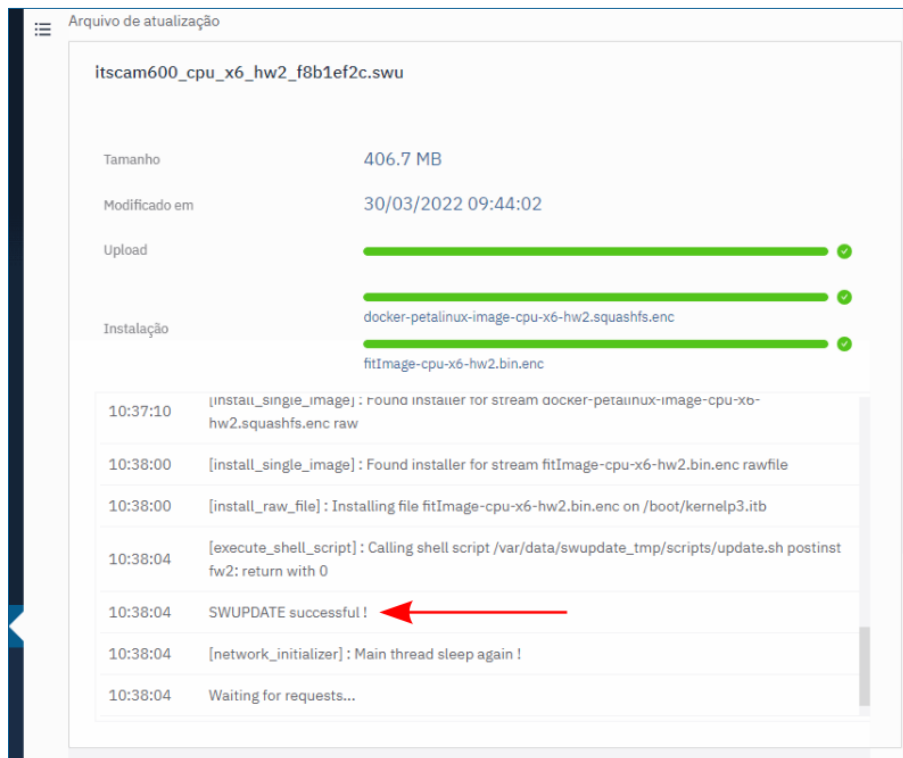 Arquivo de atualização
itscam600_cpu_x6_hw2_f8b1ef2c.swu
Tamanho 406.7 MB
Modificado em 30/03/2022 09:44:02
Upload
docker-petalinux-image-cpu-x6-hw2.squashfs.enc
Instalação
fitImage-cpu-x6-hw2.bin.enc
10:37:10 [install_single_image] : Found installer for stream docker-petalinux-image-cpu-x6-
hw2.squashfs.enc raw
10:38:00 [install_single_image] : Found installer for stream fitImage-cpu-x6-hw2.bin.enc rawfile
10:38:00 [install_raw_file] : Installing file fitImage-cpu-x6-hw2.bin.enc on /boot/kernelp3.itb
10:38:04 [execute_shell_script] : Calling shell script /var/data/swupdate_tmp/scripts/update.sh postinst
fw2: return with 0
10:38:04 SWUPDATE successful !
10:38:04 [network_initializer] : Main thread sleep again !
10:38:04 Waiting for requests...